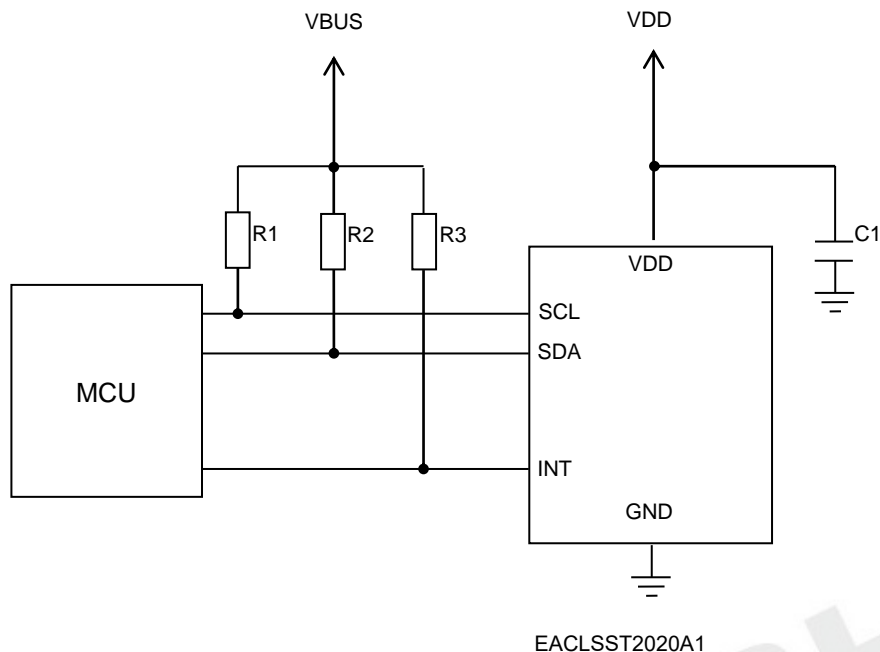 VBUS
VDD
R1
R2
R3
C1
VDD
SCL
SDA
MCU
INT
GND
EACLSST2020A1